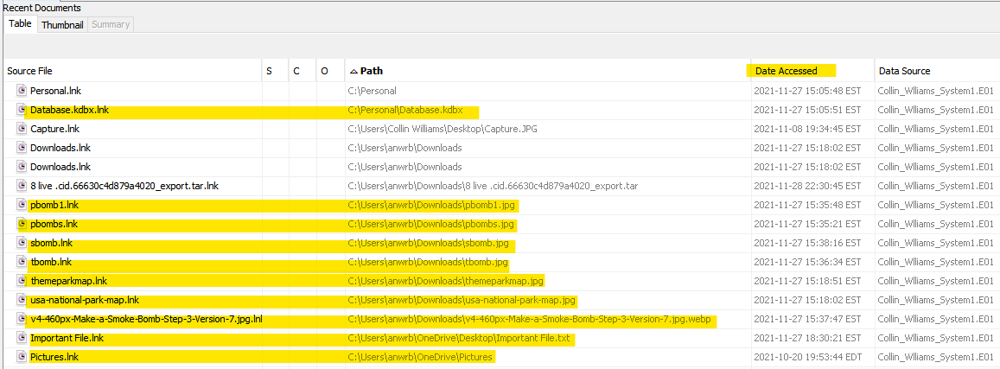 Recent Documents
Table Thumbnail Summary
Source File S C O Path Date Accessed Data Source
Personal.lnk C:\Personal 2021-11-27 15:05:48 EST Collin_Wlliams_System1.E01
Database.kdbx.lnk C:\Personal\Database.kdbx 2021-11-27 15:05:51 EST Collin_Wlliams_System1.E01
Capture.lnk C:\Users\Collin Williams\Desktop\Capture.JPG 2021-11-08 19:34:45 EST Collin_Wlliams_System1.E01
Downloads.lnk C:\Users\anwrb\Downloads 2021-11-27 15:18:02 EST Collin_Wlliams_System1.E01
Downloads.lnk C:\Users\anwrb\Downloads 2021-11-27 15:18:02 EST Collin_Wlliams_System1.E01
8 live .cid.66630c4d879a4020_export.tar.lnk C:\Users\anwrb\Downloads\8 live .cid.66630c4d879a4020_export.tar 2021-11-28 22:30:45 EST Collin_Wlliams_System1.E01
pbomb1.lnk C:\Users\anwrb\Downloads\pbomb1.jpg 2021-11-27 15:35:48 EST Collin_Wlliams_System1.E01
pbombs.lnk C:\Users\anwrb\Downloads\pbombs.jpg 2021-11-27 15:35:21 EST Collin_Wlliams_System1.E01
sbomb.lnk C:\Users\anwrb\Downloads\sbomb.jpg 2021-11-27 15:38:16 EST Collin_Wlliams_System1.E01
tbomb.lnk C:\Users\anwrb\Downloads\tbomb.jpg 2021-11-27 15:36:34 EST Collin_Wlliams_System1.E01
themeparkmap.lnk C:\Users\anwrb\Downloads\themeparkmap.jpg 2021-11-27 15:18:51 EST Collin_Wlliams_System1.E01
usa-national-park-map.lnk C:\Users\anwrb\Downloads\usa-national-park-map.jpg 2021-11-27 15:18:02 EST Collin_Wlliams_System1.E01
v4-460px-Make-a-Smoke-Bomb-Step-3-Version-7.jpg.lnl C:\Users\anwrb\Downloads\v4-460px-Make-a-Smoke-Bomb-Step-3-Version-7.jpg.webp 2021-11-27 15:37:47 EST Collin_Wlliams_System1.E01
Important File.lnk C:\Users\anwrb\OneDrive\Desktop\Important File.txt 2021-11-27 18:30:21 EST Collin_Wlliams_System1.E01
Pictures.lnk C:\Users\anwrb\OneDrive\Pictures 2021-10-20 19:53:44 EDT Collin_Wlliams_System1.E01